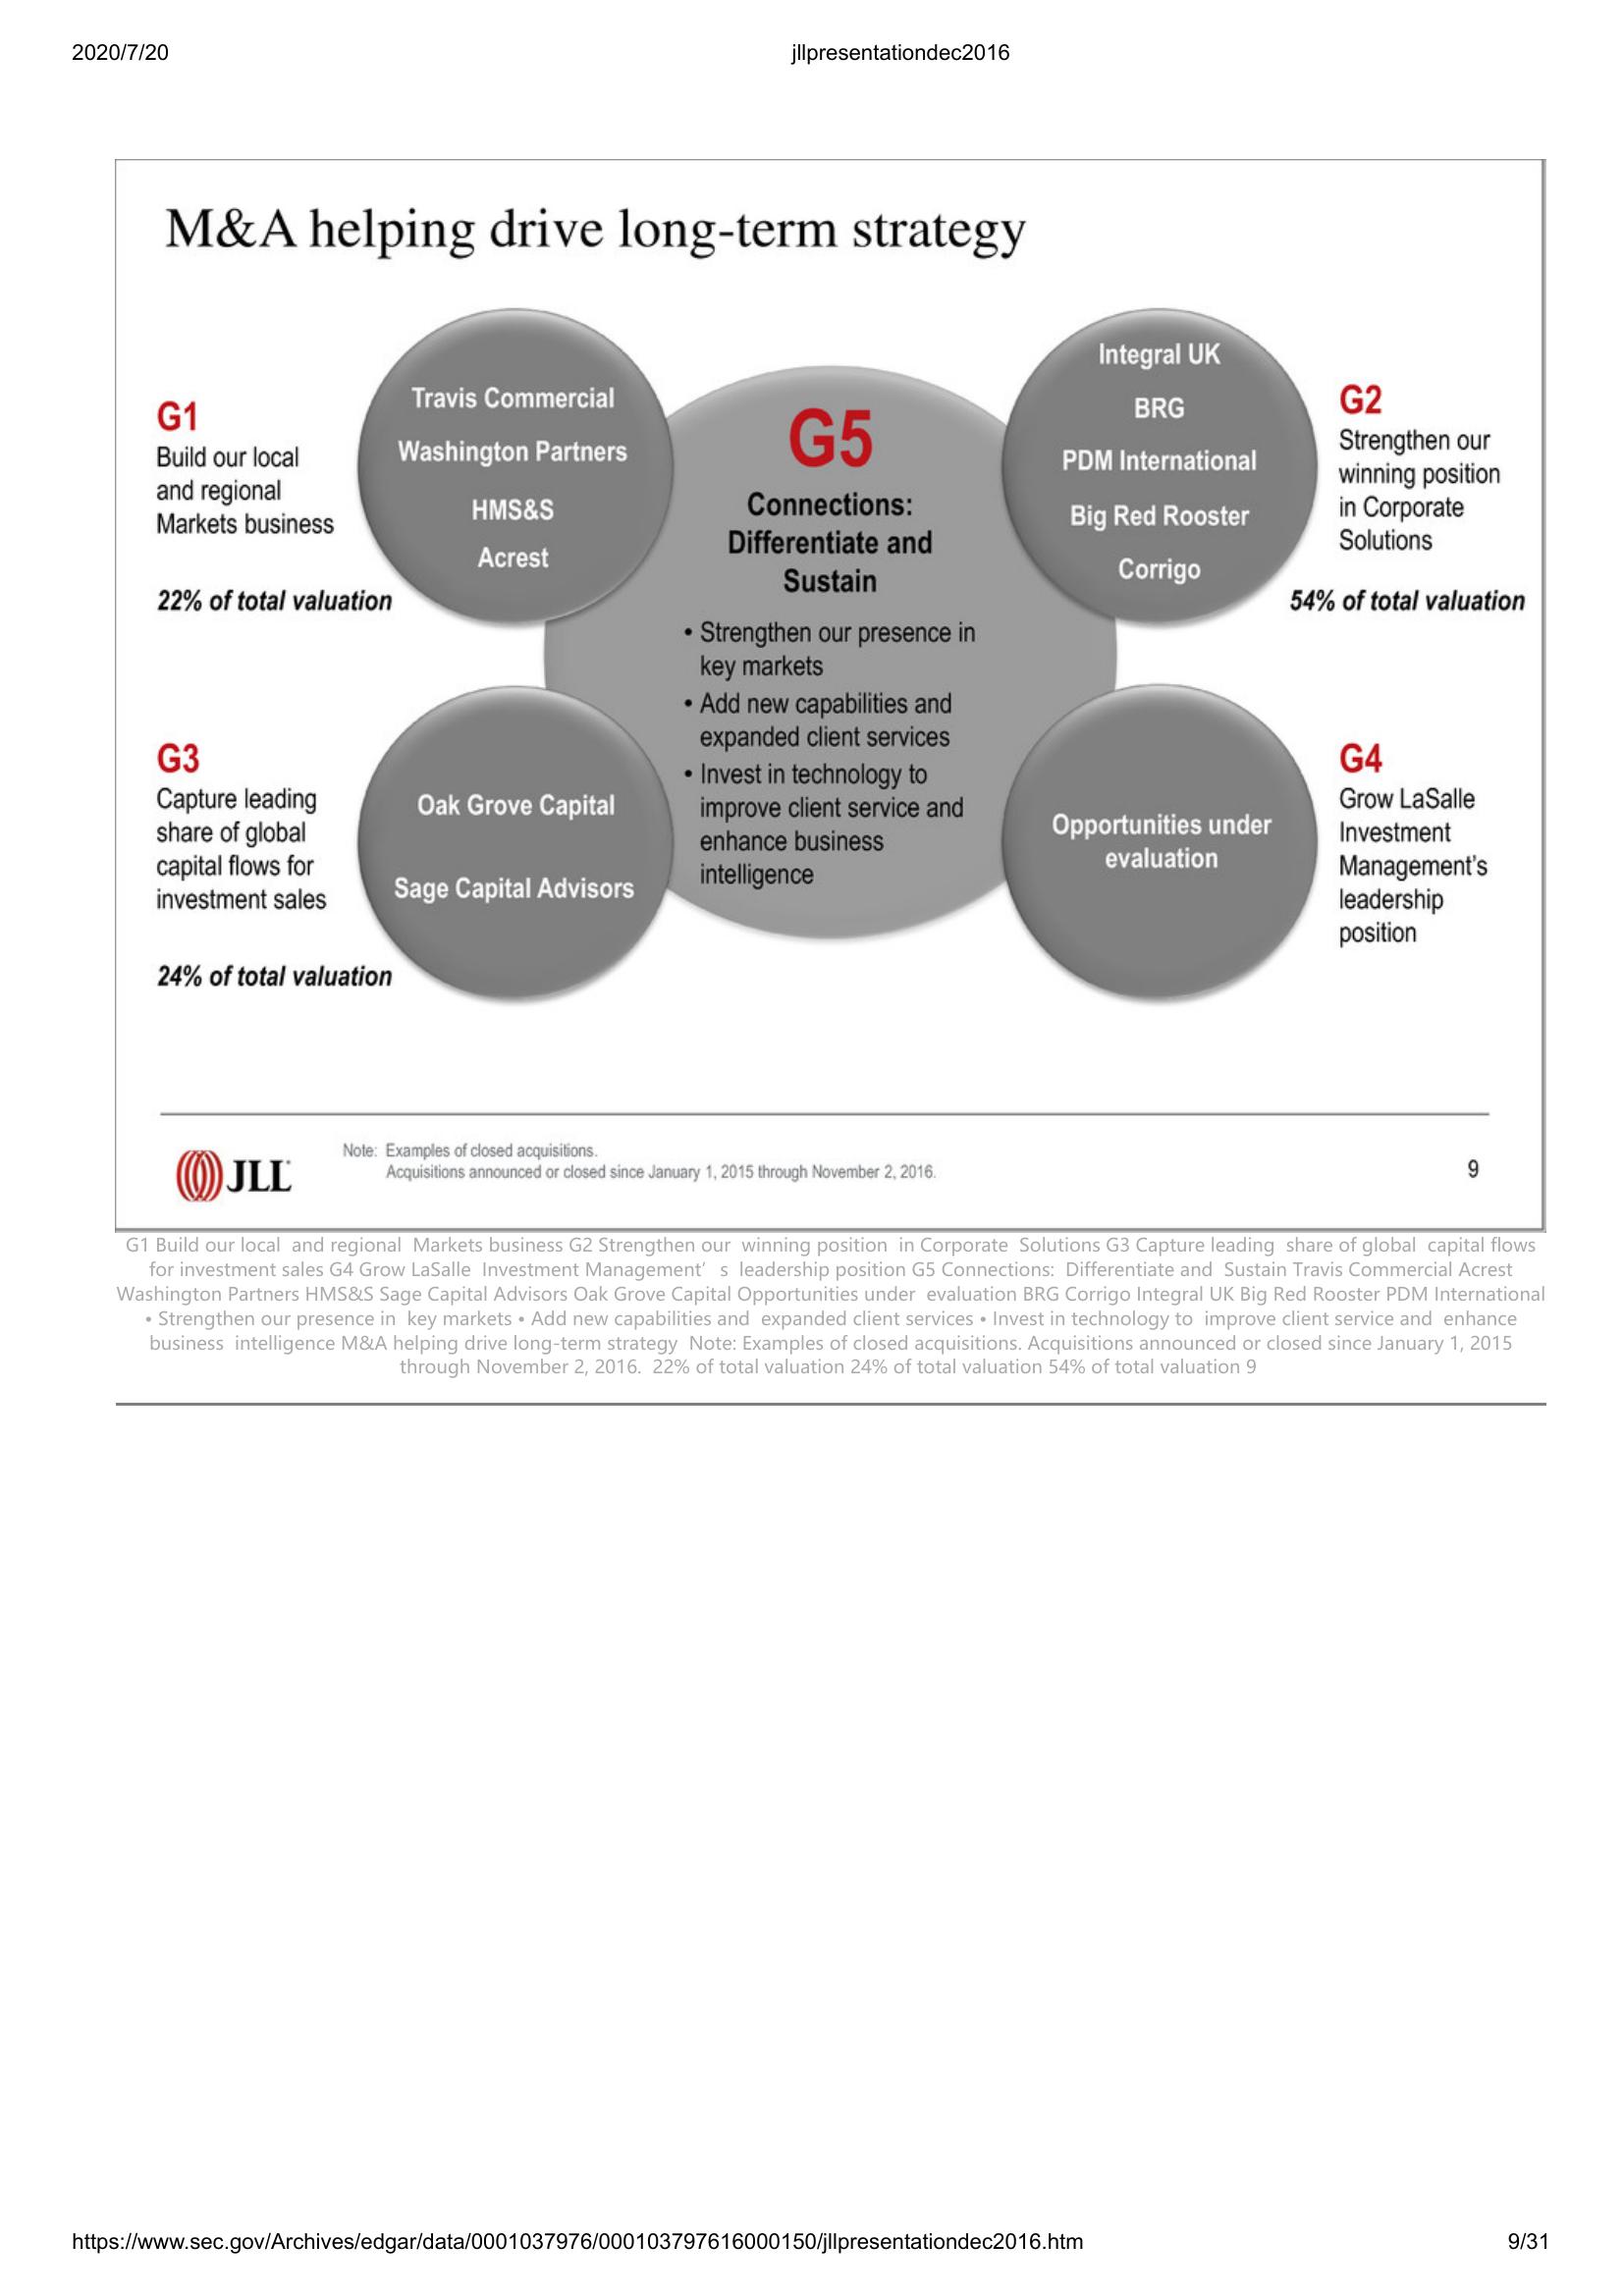 2020/7/20
jllpresentationdec2016
M&A helping drive long-term strategy
G1
Build our local
and regional
Markets business
22% of total valuation
Travis Commercial
Washington Partners
HMS&S
Acrest
G5
Connections:
Differentiate and
Sustain
• Strengthen our presence in
key markets
• Add new capabilities and
expanded client services
• Invest in technology to
improve client service and
enhance business
intelligence
Integral UK
BRG
PDM International
Big Red Rooster
Corrigo
G2
Strengthen our
winning position
in Corporate
Solutions
54% of total valuation
G3
Capture leading
share of global
capital flows for
investment sales
24% of total valuation
Oak Grove Capital
Sage Capital Advisors
Opportunities under
evaluation
G4
Grow LaSalle
Investment
Management's
leadership
position
JLL
Note: Examples of closed acquisitions.
Acquisitions announced or closed since January 1, 2015 through November 2, 2016.
9
G1 Build our local and regional Markets business G2 Strengthen our winning position in Corporate Solutions G3 Capture leading share of global capital flows
for investment sales G4 Grow LaSalle Investment Management' s leadership position G5 Connections: Differentiate and Sustain Travis Commercial Acrest
Washington Partners HMS&S Sage Capital Advisors Oak Grove Capital Opportunities under evaluation BRG Corrigo Integral UK Big Red Rooster PDM International
• Strengthen our presence in key markets • Add new capabilities and expanded client services • Invest in technology to improve client service and enhance
business intelligence M&A helping drive long-term strategy Note: Examples of closed acquisitions. Acquisitions announced or closed since January 1, 2015
through November 2, 2016. 22% of total valuation 24% of total valuation 54% of total valuation 9
https://www.sec.gov/Archives/edgar/data/0001037976/000103797616000150/jllpresentationdec2016.htm
9/31